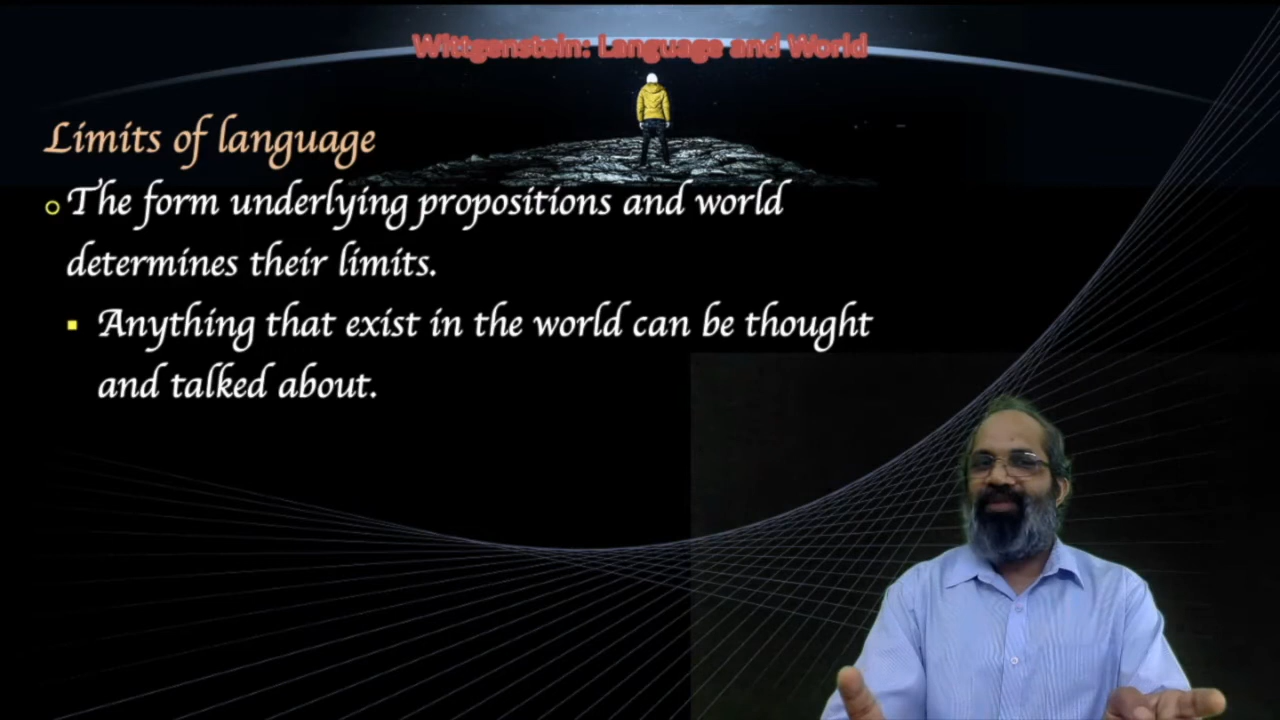 Wittgenstein: Language and World
Limits of language
The form underlying propositions and world
determines their limits.
Anything that exist in the world can be thought
and talked about.